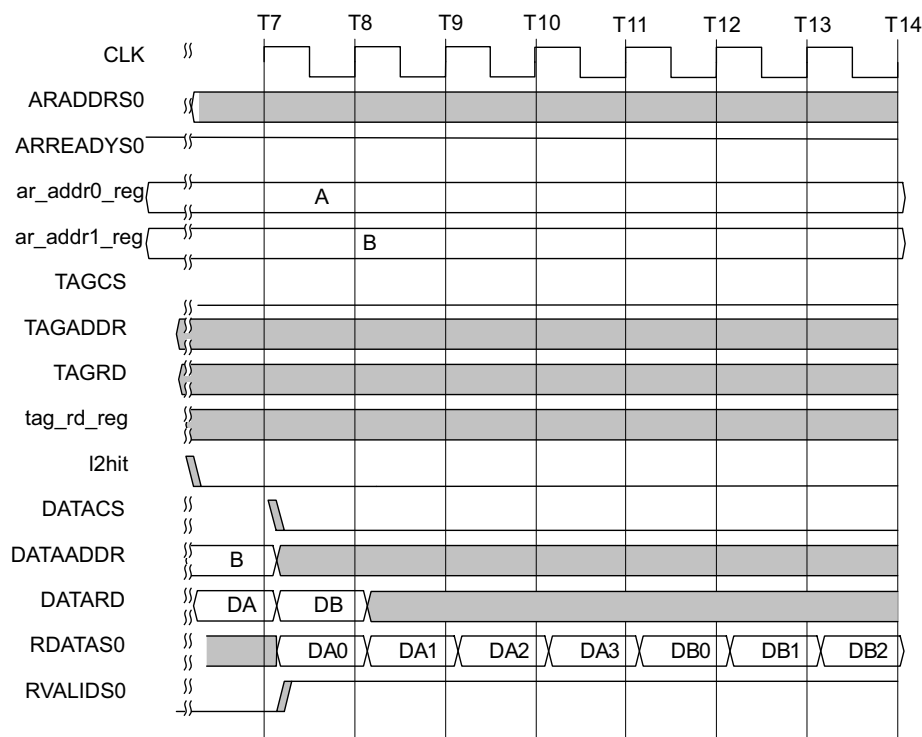 T7 T8 T9 T10 T11 T12 T13 T14
CLK
ARADDRS0
ARREADYS0
ar_addr0_reg A
ar_addr1_reg B
TAGCS
TAGADDR
TAGRD
tag_rd_reg
l2hit
DATACS
DATAADDR B
DATARD DA DB
RDATAS0 DA0 DA1 DA2 DA3 DB0 DB1 DB2
RVALIDS0